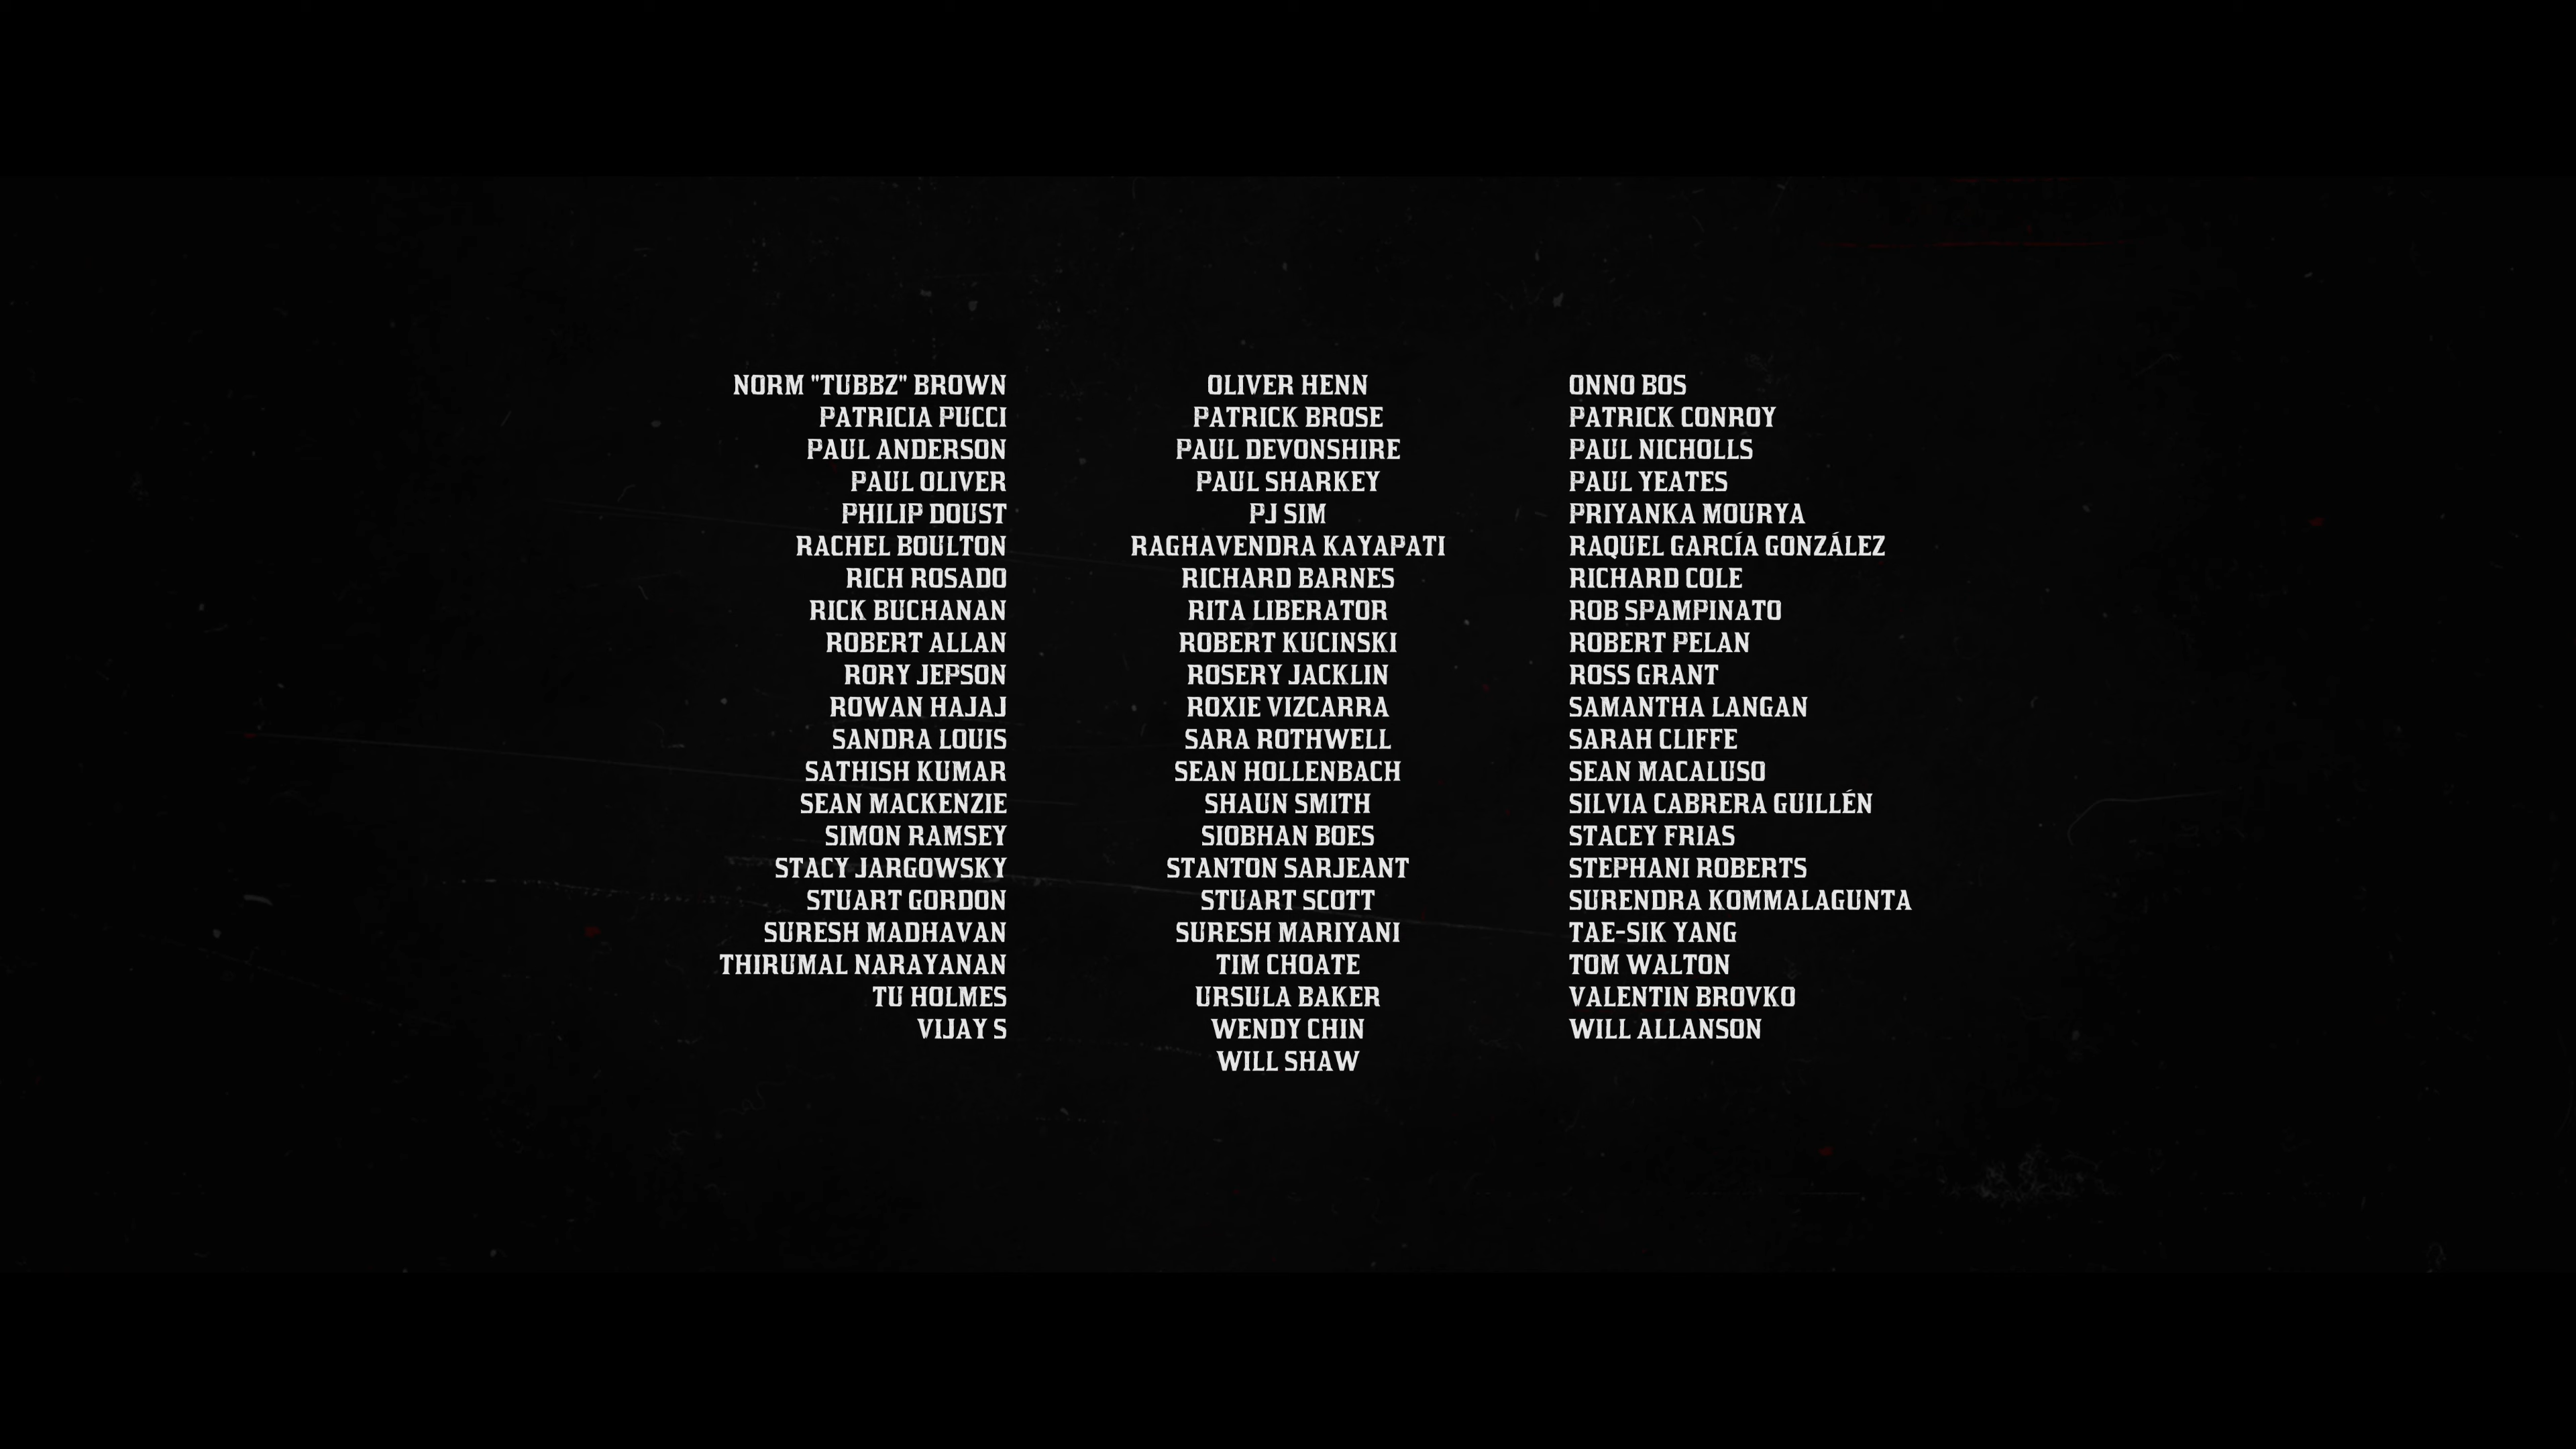 NORM "TUBBZ" BROWN OLIVER HENN ONNO BOS
PATRICIA PUCCI PATRICK BROSE PATRICK CONROY
PAUL ANDERSON PAUL DEVONSHIRE PAUL NICHOLLS
PAUL OLIVER PAUL SHARKEY PAUL YEATES
PHILIP DOUST PJ SIM PRIYANKA MOURYA
RACHEL BOULTON RAGHAVENDRA KAYAPATI RAQUEL GARCÍA GONZÁLEZ
RICH ROSADO RICHARD BARNES RICHARD COLE
RICK BUCHANAN RITA LIBERATOR ROB SPAMPINATO
ROBERT ALLAN ROBERT KUCINSKI ROBERT PELAN
RORY JEPSON ROSERY JACKLIN ROSS GRANT
ROWAN HAJAJ ROXIE VIZCARRA SAMANTHA LANGAN
SANDRA LOUIS SARA ROTHWELL SARAH CLIFFE
SATHISH KUMAR SEAN HOLLENBACH SEAN MACALUSO
SEAN MACKENZIE SHAUN SMITH SILVIA CABRERA GUILLÉN
SIMON RAMSEY SIOBHAN BOES STACEY FRIAS
STACY JARGOWSKY STANTON SARJEANT STEPHANI ROBERTS
STUART GORDON STUART SCOTT SURENDRA KOMMALAGUNTA
SURESH MADHAVAN SURESH MARIYANI TAE-SIK YANG
THIRUMAL NARAYANAN TIM CHOATE TOM WALTON
TU HOLMES URSULA BAKER VALENTIN BROVKO
VIJAY S WENDY CHIN WILL ALLANSON
WILL SHAW